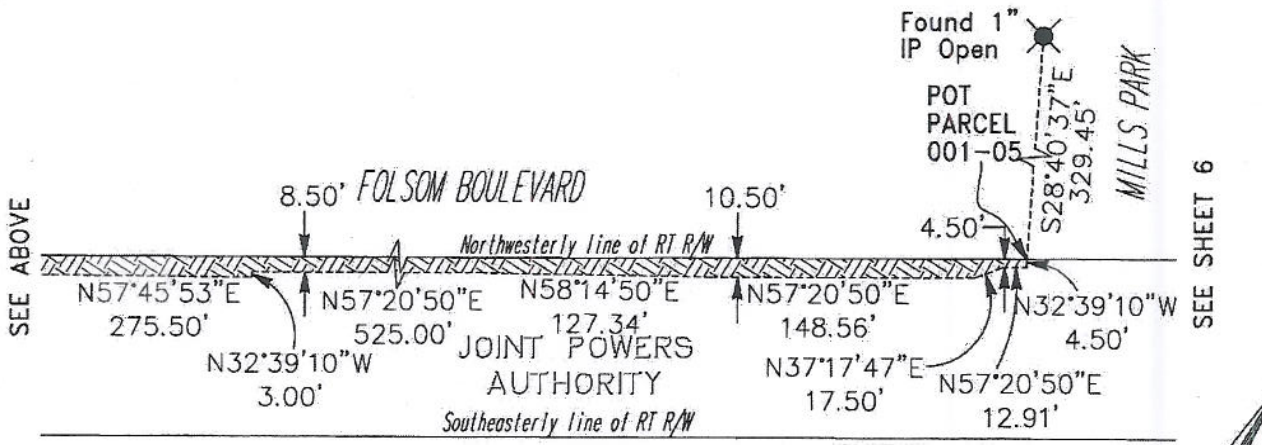 Found 1"
IP Open
POT
PARCEL
001-05
S28°40'37"E
329.45'
MILLS PARK
SEE ABOVE
8.50'
FOLSOM BOULEVARD
10.50'
4.50'
SEE SHEET 6
Northwesterly line of RT R/W
N57°45'53"E
275.50'
N57°20'50"E
525.00'
N58°14'50"E
127.34'
N57°20'50"E
148.56'
N32°39'10"W
4.50'
N32°39'10"W
3.00'
JOINT POWERS
AUTHORITY
N37°17'47"E
17.50'
N57°20'50"E
12.91'
Southeasterly line of RT R/W